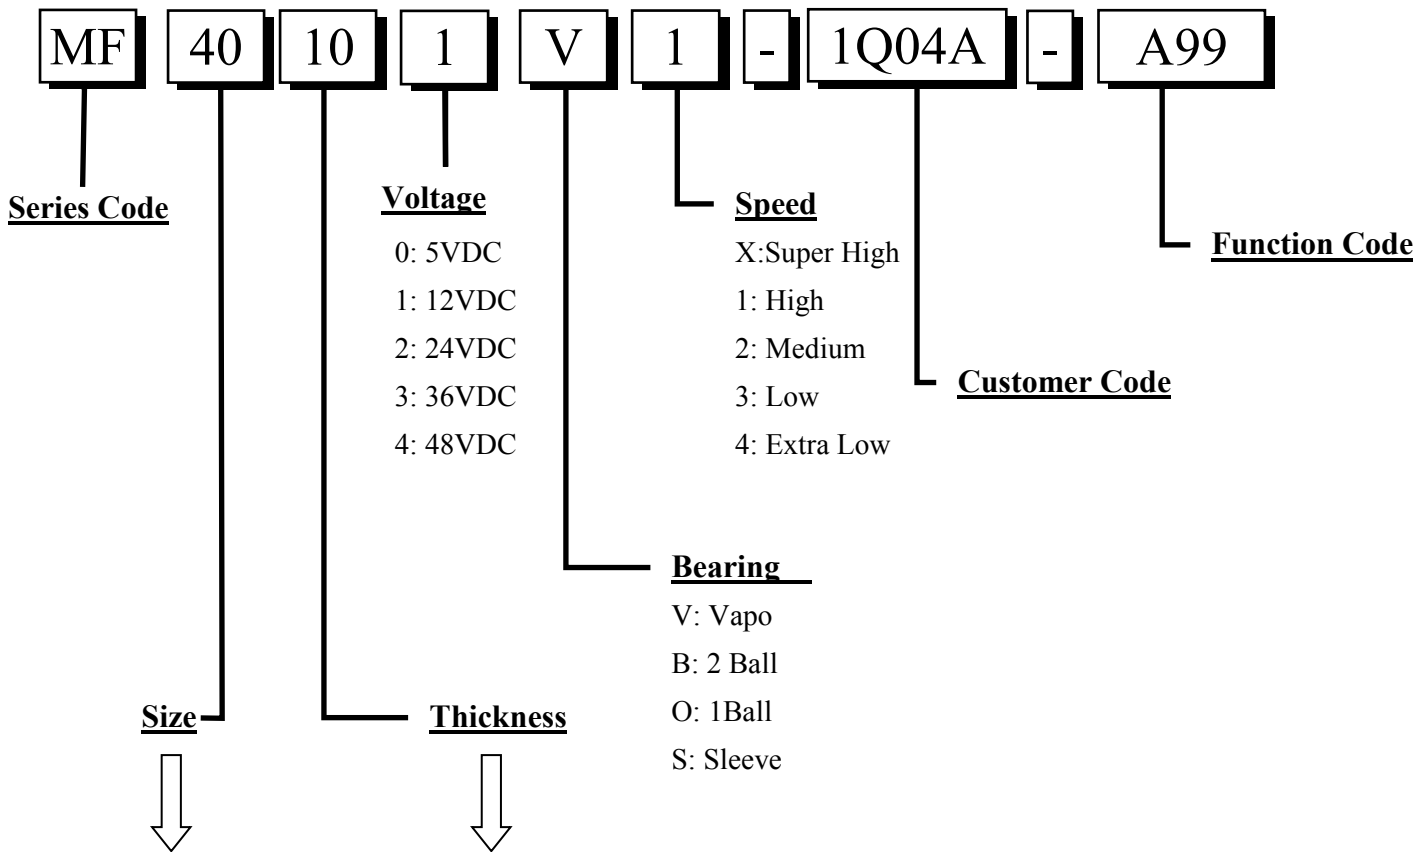 MF 40 10 1 V 1 - 1Q04A - A99
Series Code
Voltage
0: 5VDC
1: 12VDC
2: 24VDC
3: 36VDC
4: 48VDC
Speed
X:Super High
1: High
2: Medium
3: Low
4: Extra Low
Function Code
Customer Code
Bearing
V: Vapo
B: 2 Ball
O: 1Ball
S: Sleeve
Size
Thickness